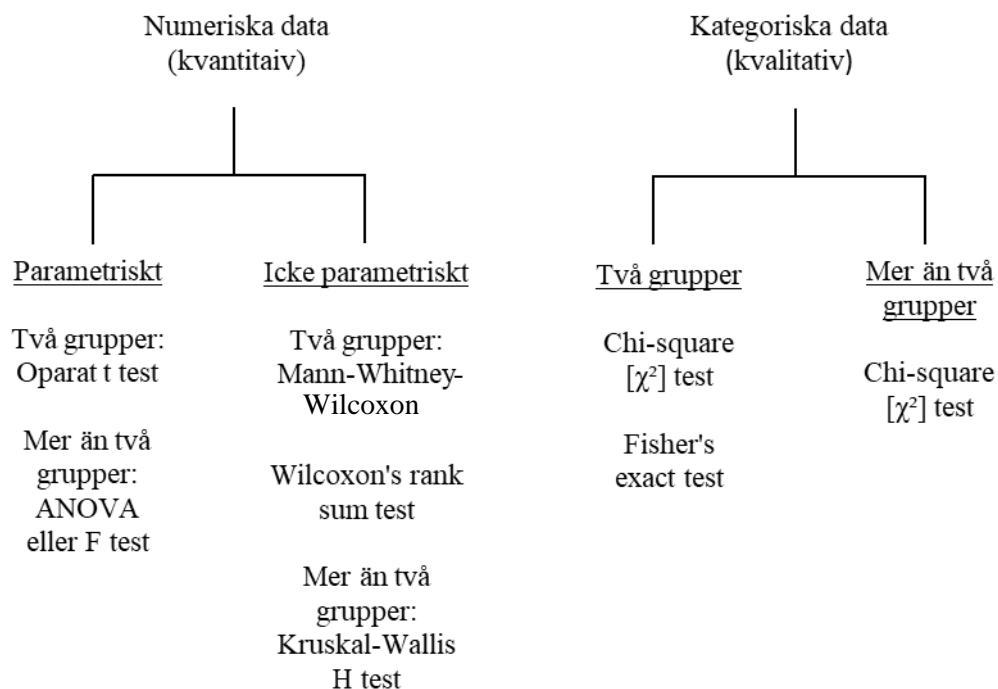 Numeriska data
(kvantitaiv)
Kategoriska data
(kvalitativ)
Parametriskt
Två grupper:
Oparat t test
Mer än två
grupper:
ANOVA
eller F test
Icke parametriskt
Två grupper:
Mann-Whitney-
Wilcoxon
Wilcoxon's rank
sum test
Mer än två
grupper:
Kruskal-Wallis
H test
Två grupper
Chi-square
[χ²] test
Fisher's
exact test
Mer än två
grupper
Chi-square
[χ²] test